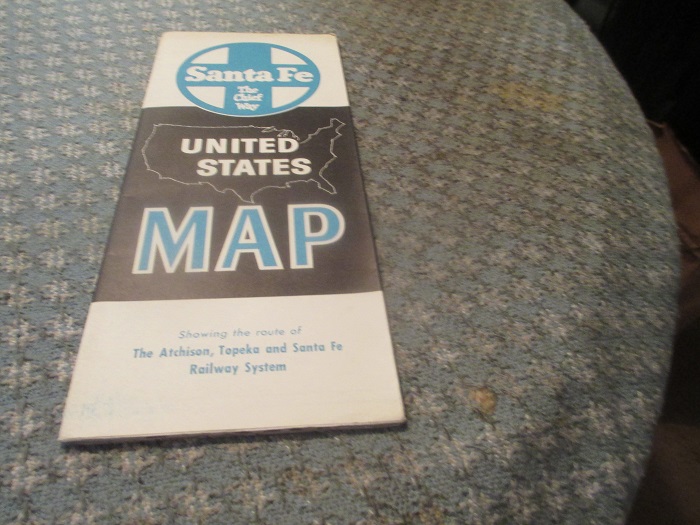 Santa Fe
The
Chief
Way
UNITED
STATES
MAP
Showing the route of
The Atchison, Topeka and Santa Fe
Railway System